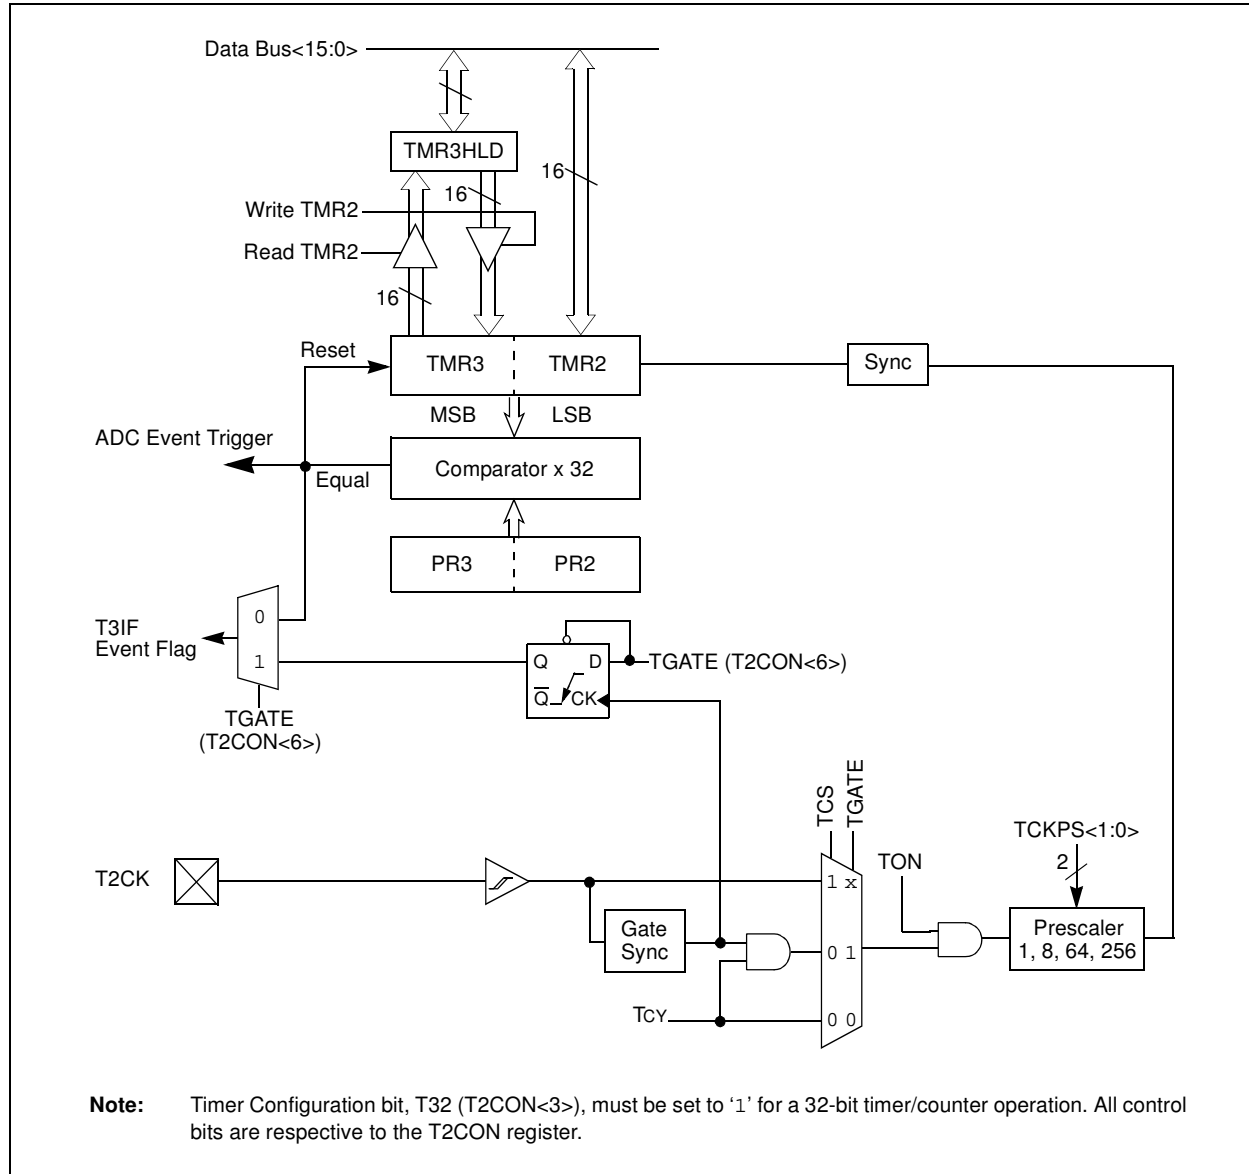 Data Bus<15:0>
TMR3HLD
16
16
Write TMR2
Read TMR2
16
Reset
TMR3
TMR2
Sync
MSB
LSB
ADC Event Trigger
Equal
Comparator x 32
PR3
PR2
0
T3IF
Event Flag
1
Q
D
TGATE (T2CON<6>)
Q
CK
TGATE
(T2CON<6>)
TCS
TGATE
TCKPS<1:0>
2
TON
T2CK
1 x
Gate
Sync
0 1
Prescaler
1, 8, 64, 256
TCY
0 0
Note: Timer Configuration bit, T32 (T2CON<3>), must be set to ‘1’ for a 32-bit timer/counter operation. All control
bits are respective to the T2CON register.